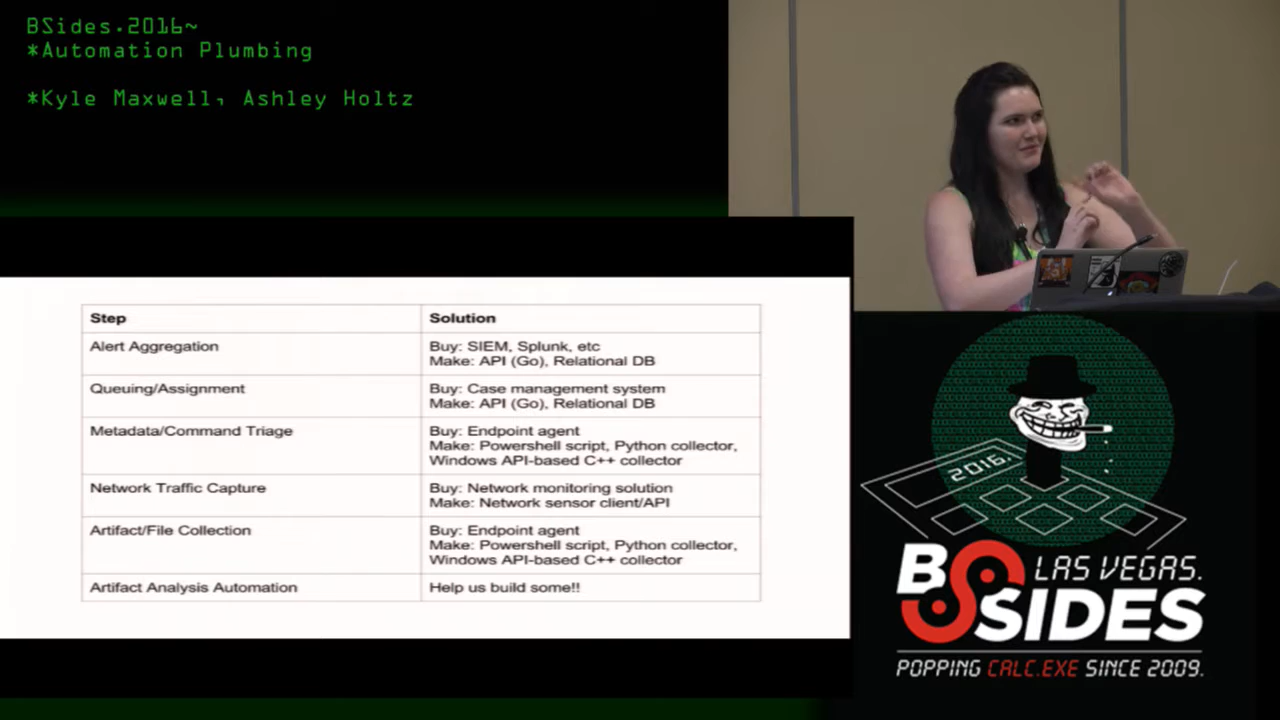 BSides.2016~
*Automation Plumbing
*Kyle Maxwell, Ashley Holtz
Step
Solution
Alert Aggregation
Buy: SIEM, Splunk, etc
Make: API (Go), Relational DB
Queuing/Assignment
Buy: Case management system
Make: API (Go), Relational DB
Metadata/Command Triage
Buy: Endpoint agent
Make: Powershell script, Python collector,
Windows API-based C++ collector
Network Traffic Capture
Buy: Network monitoring solution
Make: Network sensor client/API
Artifact/File Collection
Buy: Endpoint agent
Make: Powershell script, Python collector,
Windows API-based C++ collector
Artifact Analysis Automation
Help us build some!!
2016.
BSIDES
LAS VEGAS.
POPPING CALC.EXE SINCE 2009.